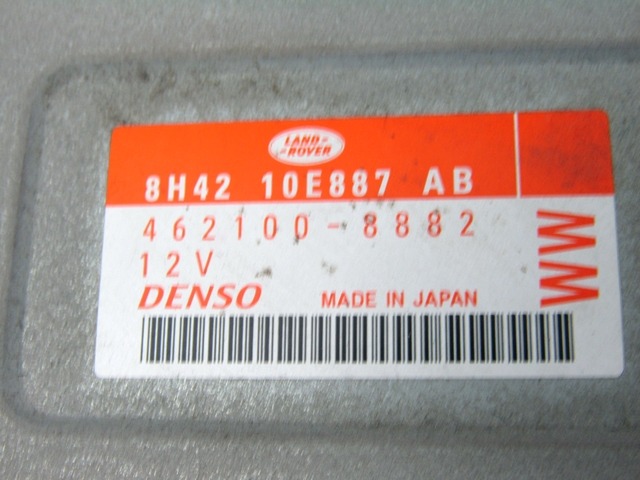 LAND-
-ROVER
8H42 10E887 AB
462100-8882
12V
WW
DENSO MADE IN JAPAN